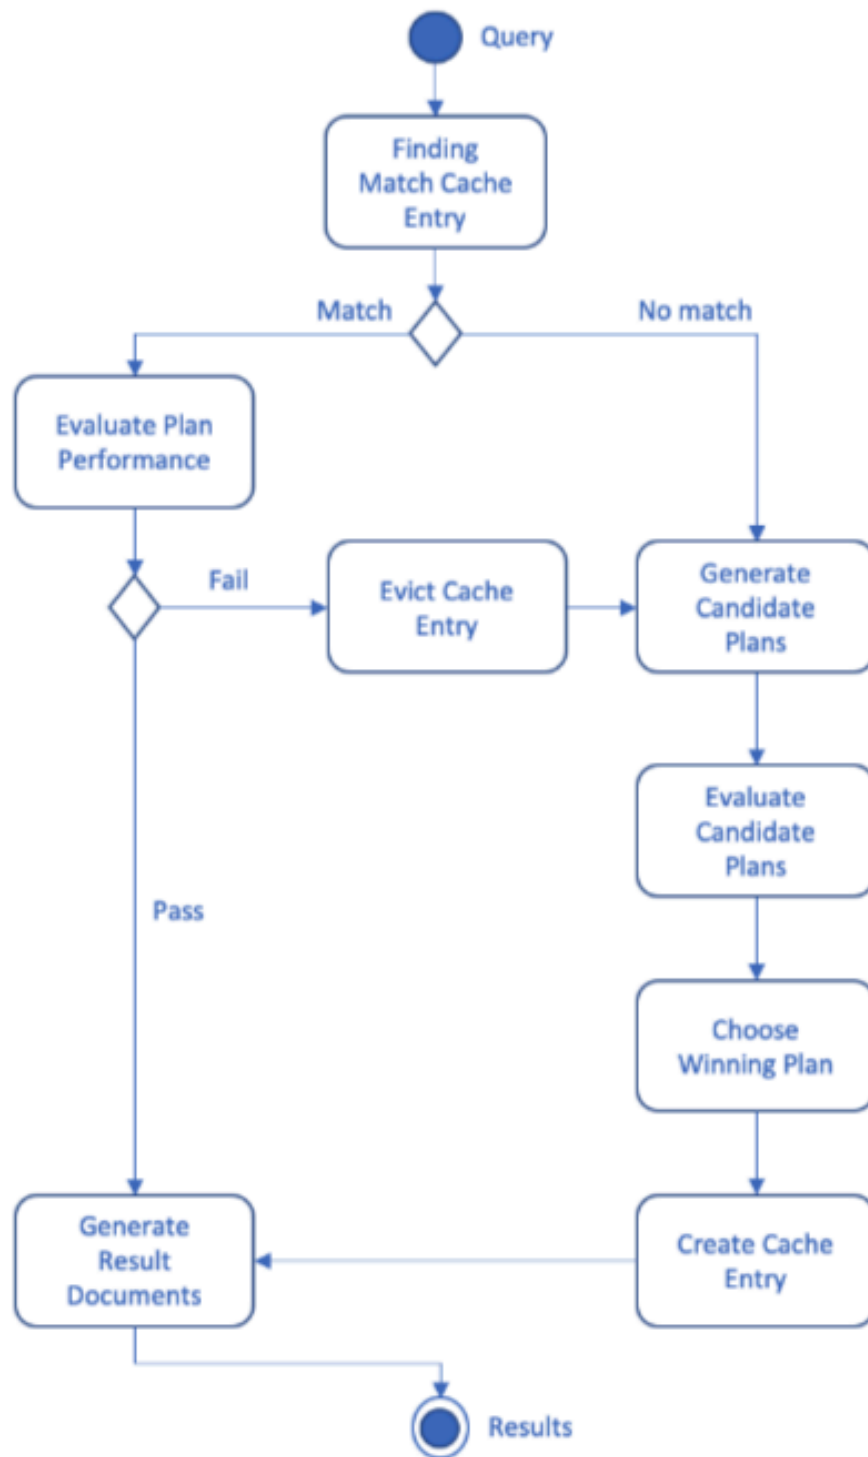 Query
Finding
Match Cache
Entry
Match
No match
Evaluate Plan
Performance
Fail
Evict Cache
Entry
Generate
Candidate
Plans
Evaluate
Candidate
Plans
Pass
Choose
Winning Plan
Generate
Result
Documents
Create Cache
Entry
Results